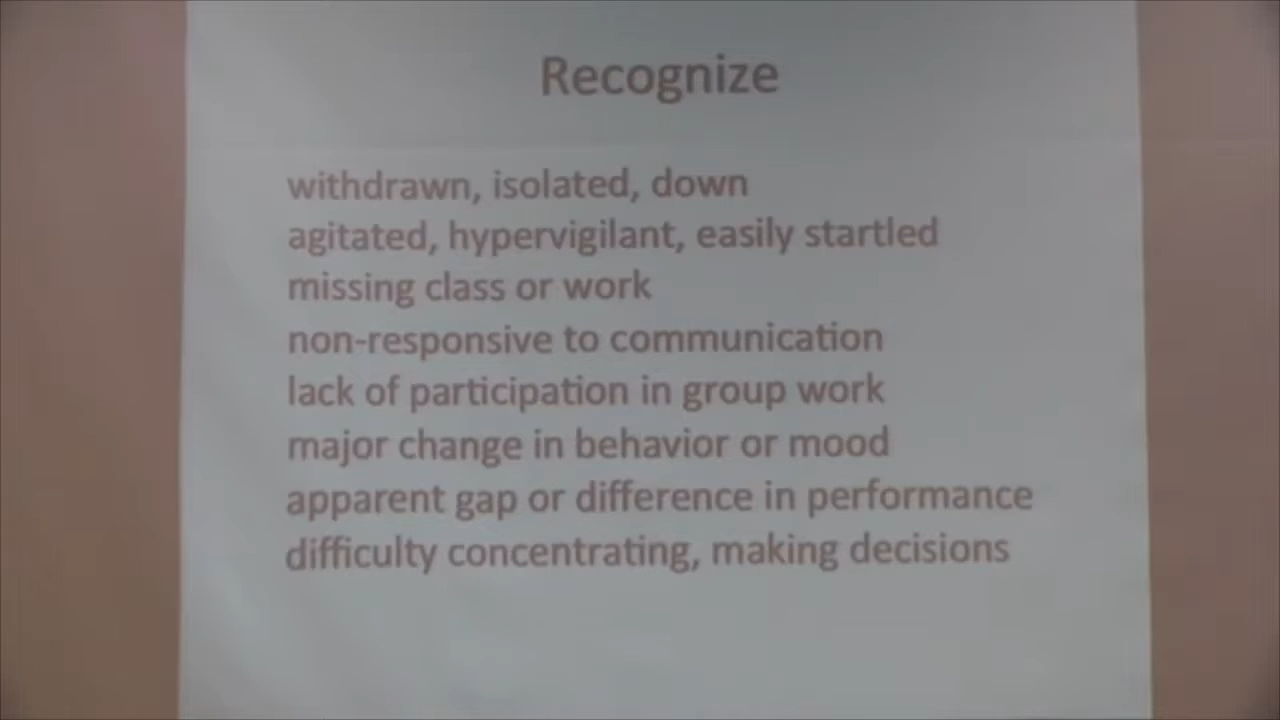 Recognize
withdrawn, isolated, down
agitated, hypervigilant, easily startled
missing class or work
non-responsive to communication
lack of participation in group work
major change in behavior or mood
apparent gap or difference in performance
difficulty concentrating, making decisions